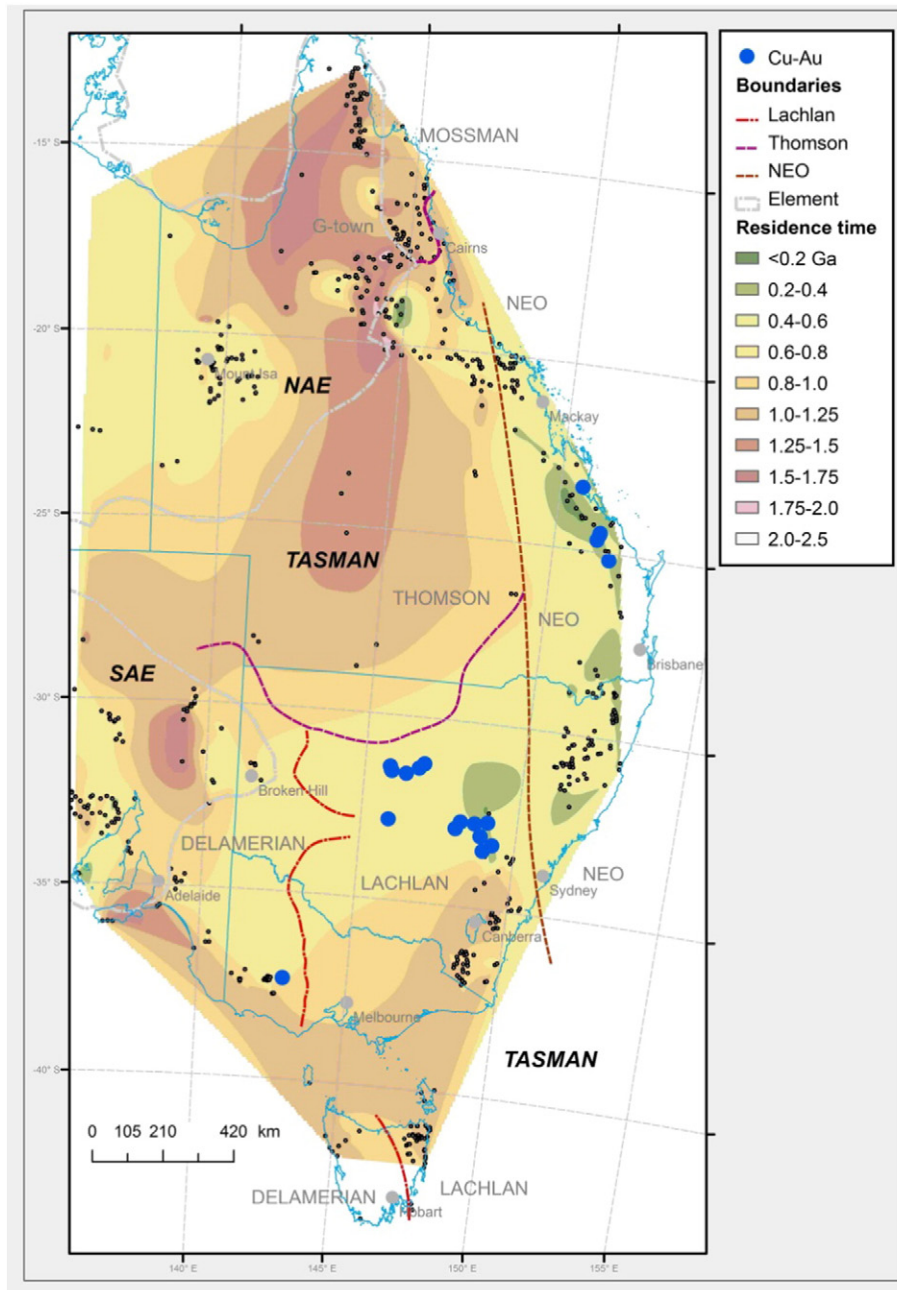 Cu-Au
Boundaries
Lachlan
Thomson
NEO
Element
Residence time
<0.2 Ga
0.2-0.4
0.4-0.6
0.6-0.8
0.8-1.0
1.0-1.25
1.25-1.5
1.5-1.75
1.75-2.0
2.0-2.5
-15° S
MOSSMAN
G-town
Cairns
NEO
-20° S
Mount Isa
NAE
Mackay
-25° S
TASMAN
THOMSON
NEO
Brisbane
SAE
-30° S
Broken Hill
DELAMERIAN
LACHLAN
NEO
Sydney
-35° S
Adelaide
Canberra
Melbourne
TASMAN
-40° S
0 105 210 420 km
DELAMERIAN
LACHLAN
Hobart
140° E
145° E
150° E
155° E